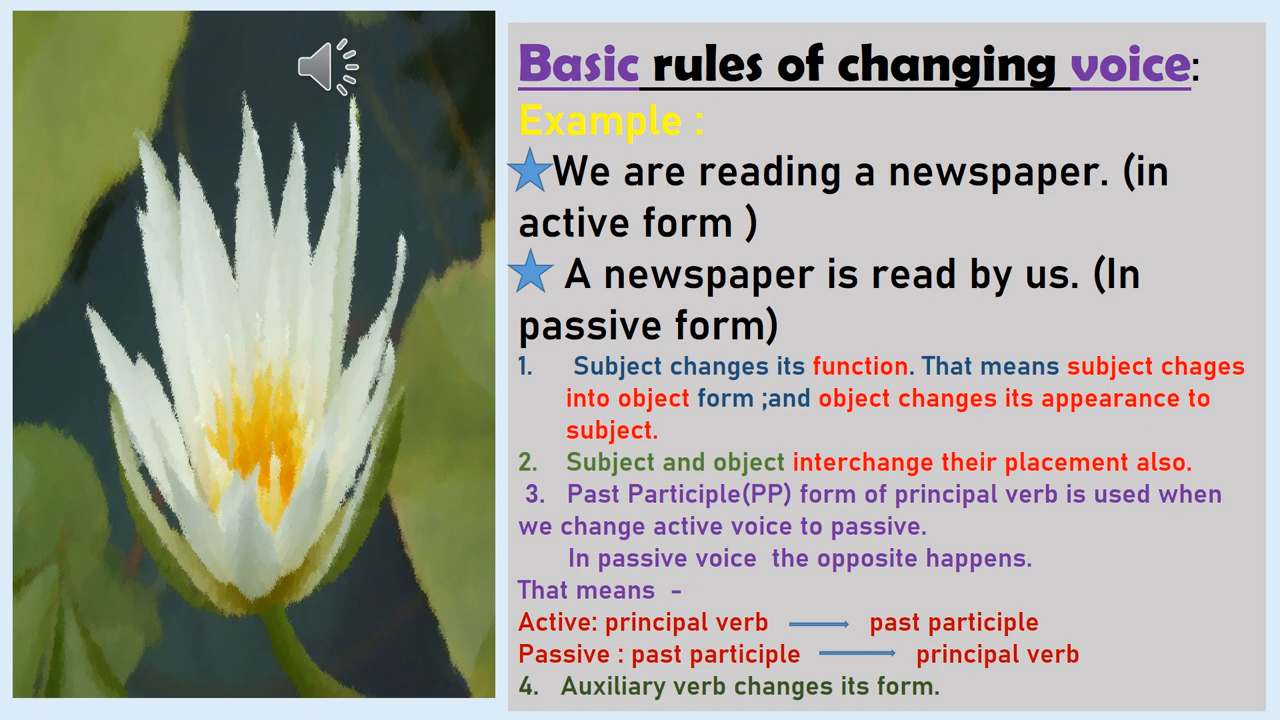 Basic rules of changing voice:
Example :
We are reading a newspaper. (in
active form )
A newspaper is read by us. (In
passive form)
1. Subject changes its function. That means subject chages
into object form ;and object changes its appearance to
subject.
2. Subject and object interchange their placement also.
3. Past Participle(PP) form of principal verb is used when
we change active voice to passive.
In passive voice the opposite happens.
That means -
Active: principal verb past participle
Passive : past participle principal verb
4. Auxiliary verb changes its form.